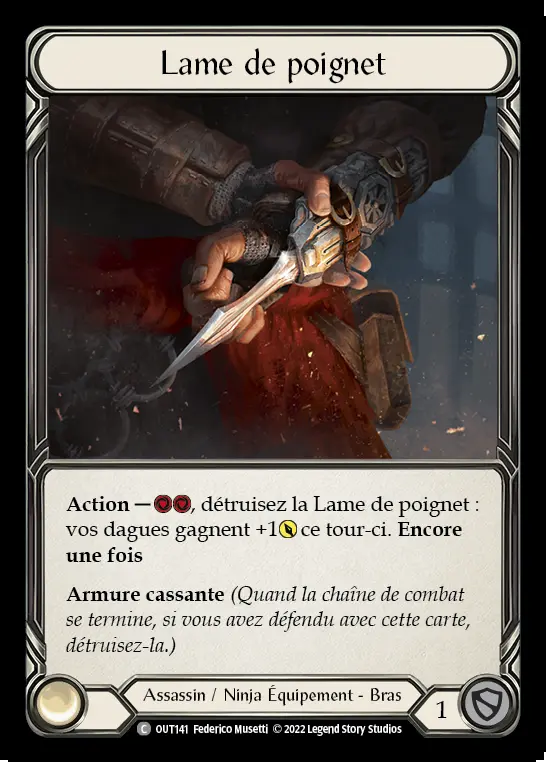 Lame de poignet
Action — , détruisez la Lame de poignet :
vos dagues gagnent +1 ce tour-ci. Encore
une fois
Armure cassante (Quand la chaîne de combat
se termine, si vous avez défendu avec cette carte,
détruisez-la.)
Assassin / Ninja Équipement - Bras
1
C OUT141 Federico Musetti © 2022 Legend Story Studios